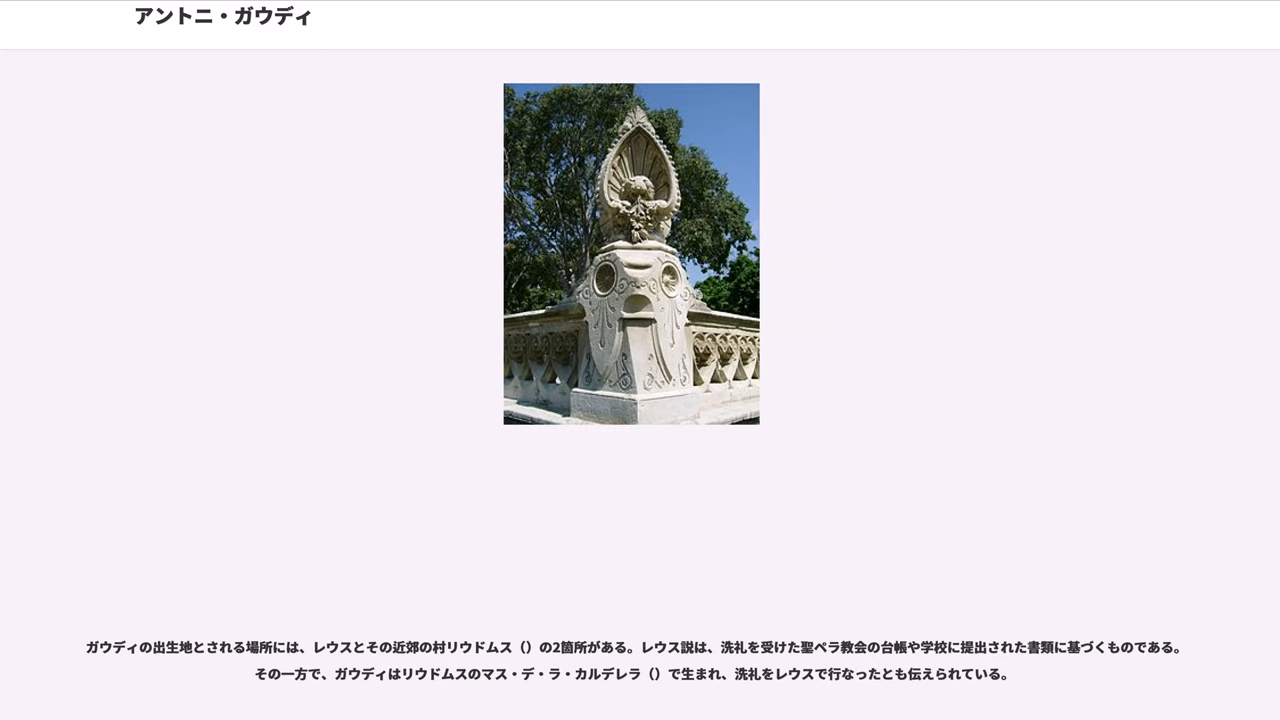 アントニ・ガウディ
ガウディの出生地とされる場所には、レウスとその近郊の村リウドムス（）の2箇所がある。レウス説は、洗礼を受けた聖ペラ教会の台帳や学校に提出された書類に基づくものである。
その一方で、ガウディはリウドムスのマス・デ・ラ・カルデレラ（）で生まれ、洗礼をレウスで行なったとも伝えられている。